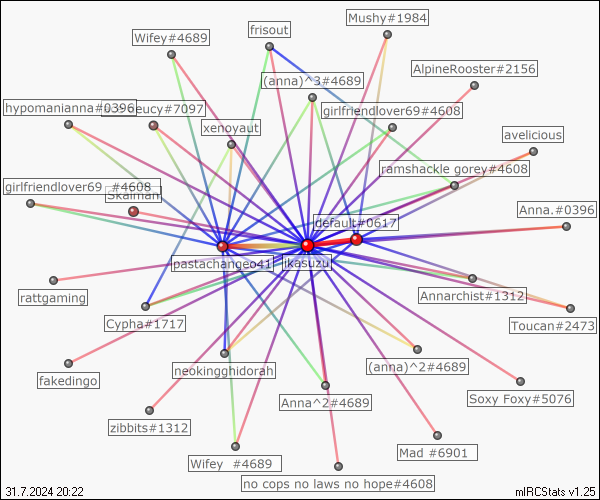 Mushy#1984
frisout
Wifey#4689
AlpineRooster#2156
(anna)^3#4689
hypomanianna#0396
eucy#7097
girlfriendlover69#4608
xenoyaut
avelicious
ramshackle gorey#4608
girlfriendlover69_#4608
Skaiman
Anna.#0396
default#0617
pastachangeo41
ikasuzu
rattgaming
Annarchist#1312
Cypha#1717
Toucan#2473
neokingghidorah
(anna)^2#4689
fakedingo
Soxy Foxy#5076
Anna^2#4689
zibbits#1312
Mad #6901
Wifey #4689
no cops no laws no hope#4608
31.7.2024 20:22
mIRCStats v1.25